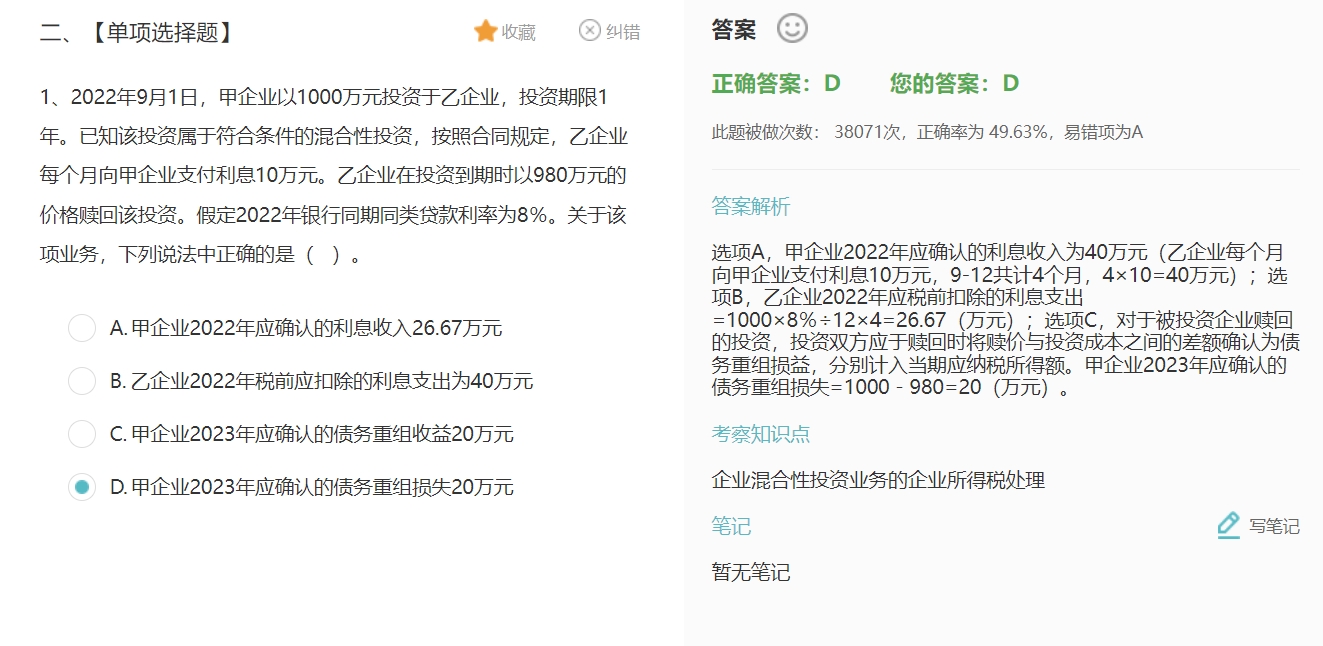 二、【单项选择题】
收藏
纠错
1、2022年9月1日，甲企业以1000万元投资于乙企业，投资期限1
年。已知该投资属于符合条件的混合性投资，按照合同规定，乙企业
每个月向甲企业支付利息10万元。乙企业在投资到期时以980万元的
价格赎回该投资。假定2022年银行同期同类贷款利率为8%。关于该
项业务，下列说法中正确的是（ ）。
A. 甲企业2022年应确认的利息收入26.67万元
B. 乙企业2022年税前应扣除的利息支出为40万元
C. 甲企业2023年应确认的债务重组收益20万元
D. 甲企业2023年应确认的债务重组损失20万元
答案
正确答案：D 您的答案：D
此题被做次数： 38071次，正确率为 49.63%，易错项为A
答案解析
选项A，甲企业2022年应确认的利息收入为40万元（乙企业每个月
向甲企业支付利息10万元，9-12共计4个月，4×10=40万元）；选
项B，乙企业2022年应税前扣除的利息支出
=1000×8%÷12×4=26.67（万元）；选项C，对于被投资企业赎回
的投资，投资双方应于赎回时将赎价与投资成本之间的差额确认为债
务重组损益，分别计入当期应纳税所得额。甲企业2023年应确认的
债务重组损失=1000－980=20（万元）。
考察知识点
企业混合性投资业务的企业所得税处理
笔记
写笔记
暂无笔记